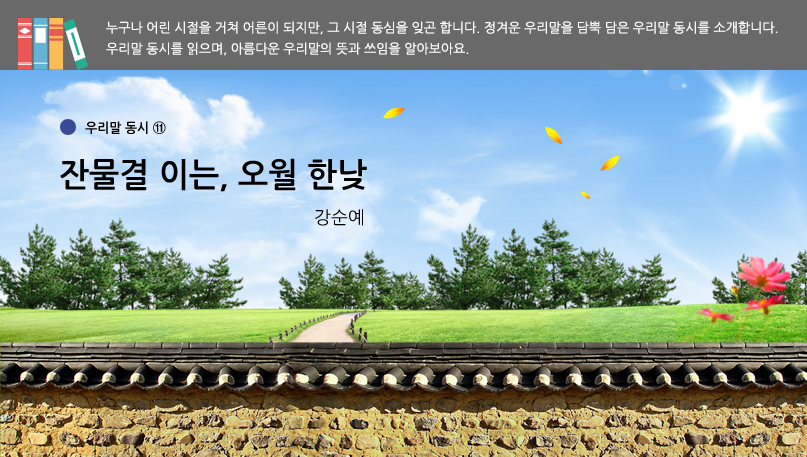 누구나 어린 시절을 거쳐 어른이 되지만, 그 시절 동심을 잊곤 합니다. 정겨운 우리말을 담뿍 담은 우리말 동시를 소개합니다.
우리말 동시를 읽으며, 아름다운 우리말의 뜻과 쓰임을 알아보아요.
우리말 동시 ⑪
잔물결 이는, 오월 한낮
강순예